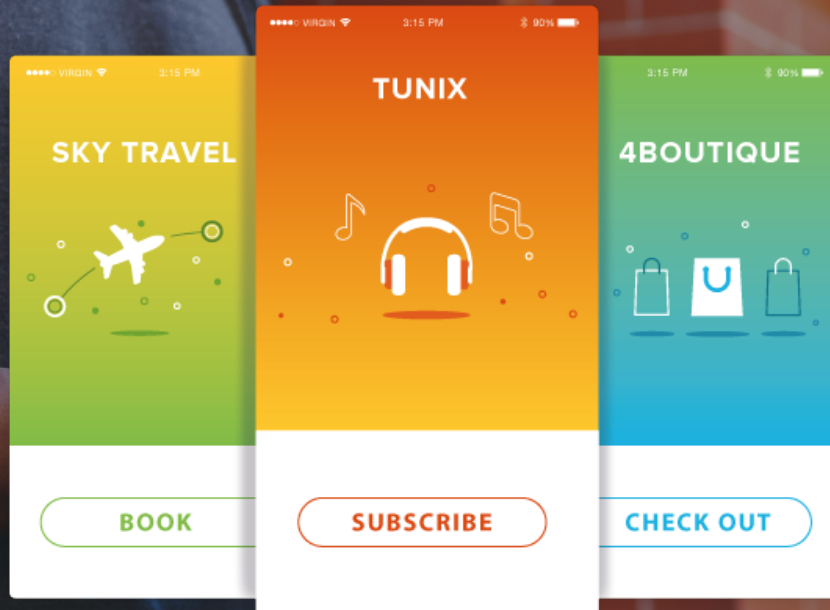 VIRGIN 3:15 PM
SKY TRAVEL
BOOK
VIRGIN 3:15 PM 90%
TUNIX
SUBSCRIBE
3:15 PM 90%
4BOUTIQUE
CHECK OUT